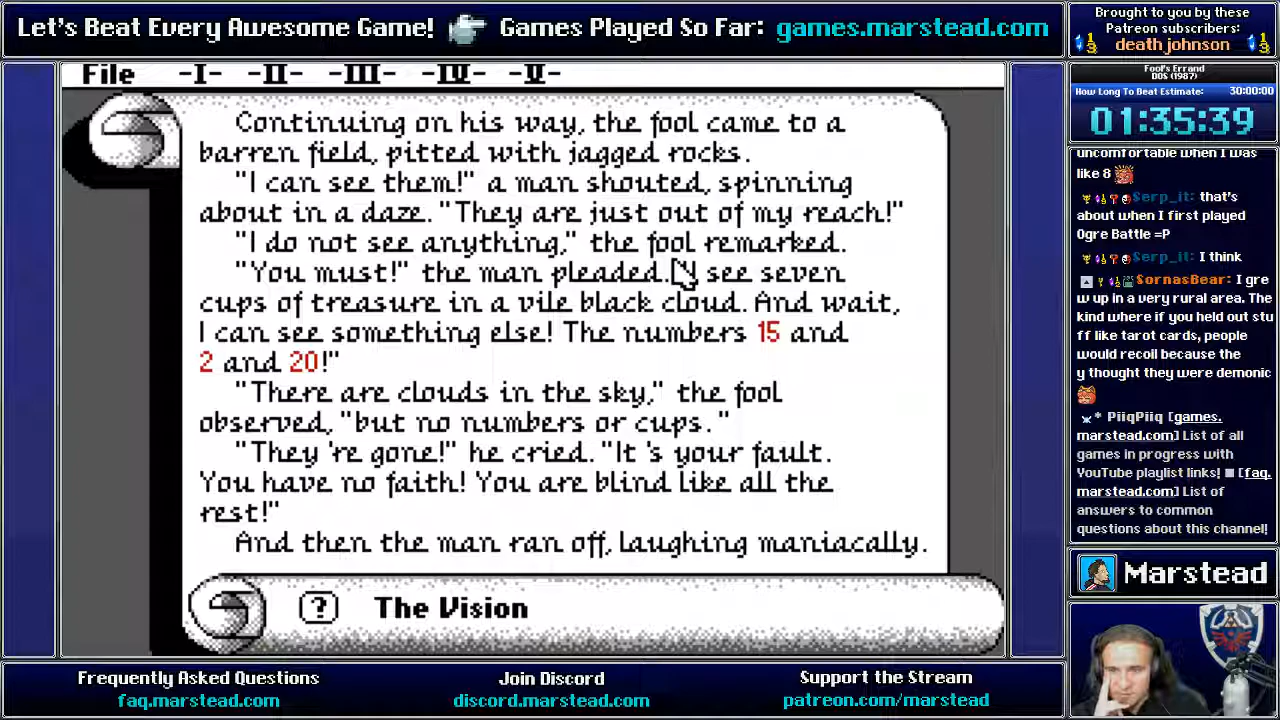 Let's Beat Every Awesome Game! Games Played So Far: games.marstead.com
Brought to you by these
Patreon subscribers:
death johnson
File -I- -II- -III- -IV- -V-
Fool's Errand
DOS (1987)
How Long To Beat Estimate: 30:00:00
01:35:39
Continuing on his way, the fool came to a
barren field, pitted with jagged rocks.
"I can see them!" a man shouted, spinning
about in a daze. "They are just out of my reach!"
"I do not see anything," the fool remarked.
"You must!" the man pleaded. see seven
cups of treasure in a vile black cloud. And wait,
I can see something else! The numbers 15 and
2 and 20!"
"There are clouds in the sky," the fool
observed, "but no numbers or cups."
"They 're gone!" he cried. "It 's your fault.
You have no faith! You are blind like all the
rest!"
And then the man ran off, laughing maniacally.
? The Vision
uncomfortable when I was
like 8
Serp_it: that's
about when I first played
Ogre Battle =P
Serp_it: I think
SornasBear: I gre
w up in a very rural area. The
kind where if you held out stu
ff like tarot cards, people
would recoil because the
y thought they were demonic
* PiiqPiiq [games.
marstead.com] List of all
games in progress with
YouTube playlist links! ■ [faq.
marstead.com] List of
answers to common
questions about this channel!
Marstead
Frequently Asked Questions
faq.marstead.com
Join Discord
discord.marstead.com
Support the Stream
patreon.com/marstead